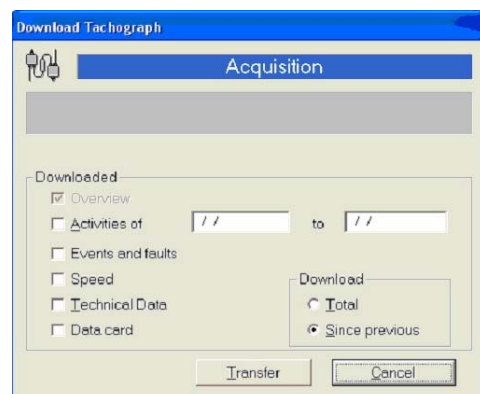 Download Tachograph
Acquisition
Downloaded
Overview
Activities of / / to / /
Events and faults
Speed
Technical Data
Data card
Download
Total
Since previous
Transfer Cancel